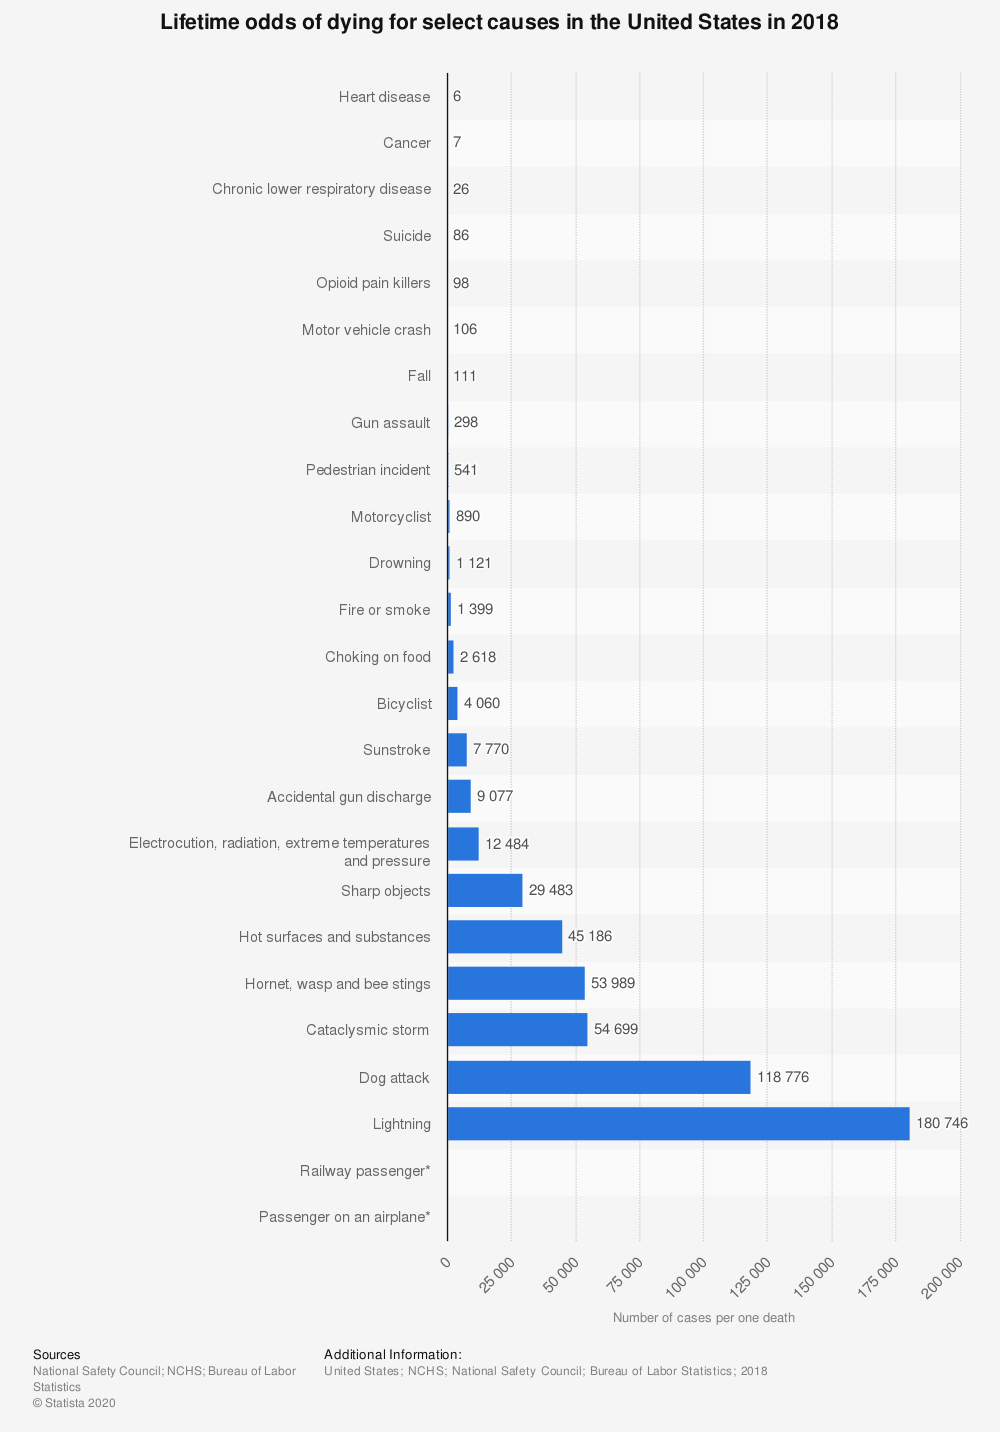 Lifetime odds of dying for select causes in the United States in 2018
Heart disease 6
Cancer 7
Chronic lower respiratory disease 26
Suicide 86
Opioid pain killers 98
Motor vehicle crash 106
Fall 111
Gun assault 298
Pedestrian incident 541
Motorcyclist 890
Drowning 1 121
Fire or smoke 1 399
Choking on food 2 618
Bicyclist 4 060
Sunstroke 7 770
Accidental gun discharge 9 077
Electrocution, radiation, extreme temperatures 12 484
and pressure
Sharp objects 29 483
Hot surfaces and substances 45 186
Hornet, wasp and bee stings 53 989
Cataclysmic storm 54 699
Dog attack 118 776
Lightning 180 746
Railway passenger*
Passenger on an airplane*
0 25 000 50 000 75 000 100 000 125 000 150 000 175 000 200 000
Number of cases per one death
Sources
National Safety Council; NCHS; Bureau of Labor
Statistics
© Statista 2020
Additional Information:
United States; NCHS; National Safety Council; Bureau of Labor Statistics; 2018